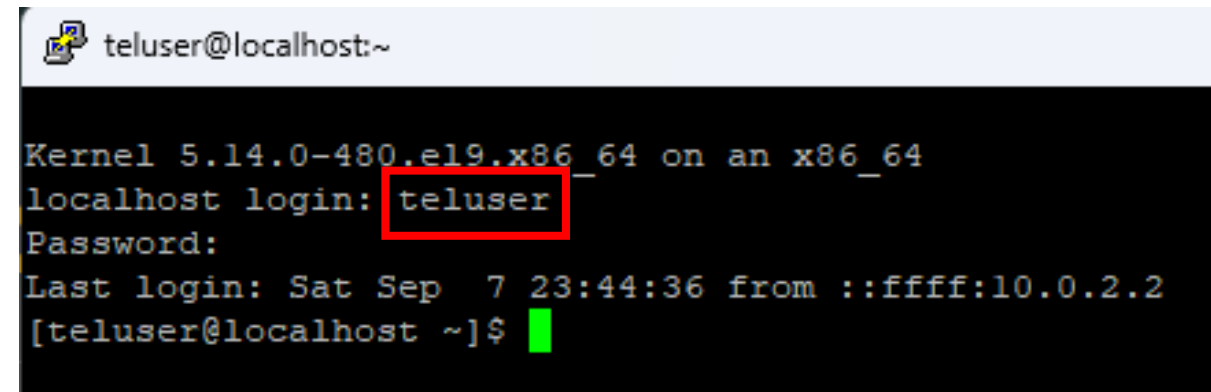 teluser@localhost:~
Kernel 5.14.0-480.el9.x86_64 on an x86_64
localhost login: teluser
Password:
Last login: Sat Sep  7 23:44:36 from ::ffff:10.0.2.2
[teluser@localhost ~]$